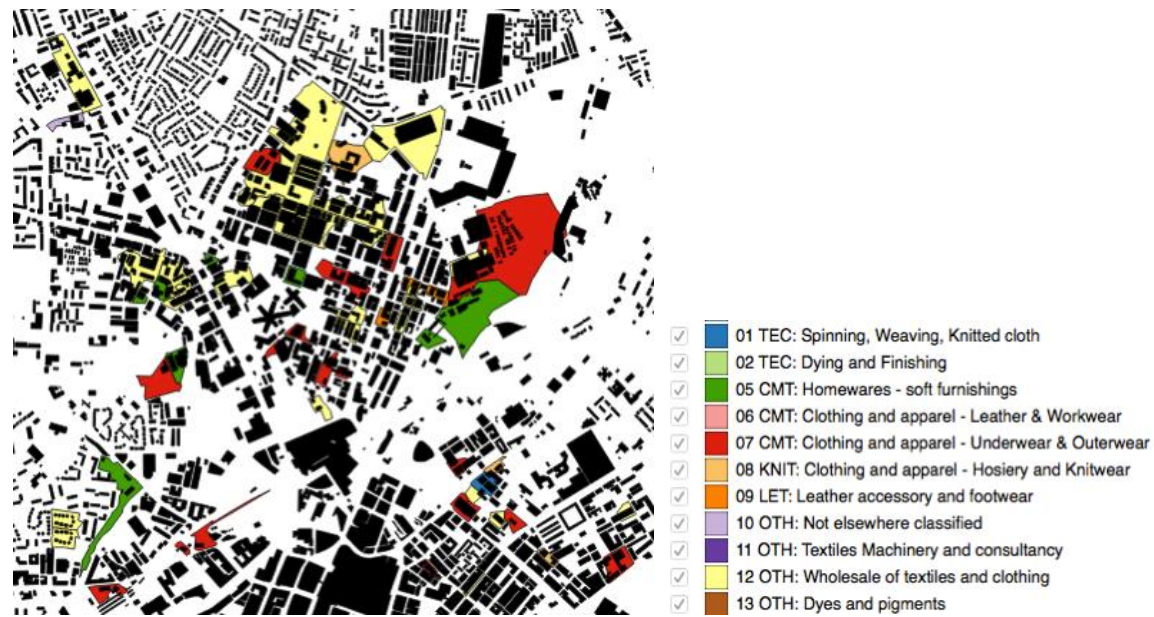 01 TEC: Spinning, Weaving, Knitted cloth
02 TEC: Dying and Finishing
05 CMT: Homewares - soft furnishings
06 CMT: Clothing and apparel - Leather & Workwear
07 CMT: Clothing and apparel - Underwear & Outerwear
08 KNIT: Clothing and apparel - Hosiery and Knitwear
09 LET: Leather accessory and footwear
10 OTH: Not elsewhere classified
11 OTH: Textiles Machinery and consultancy
12 OTH: Wholesale of textiles and clothing
13 OTH: Dyes and pigments